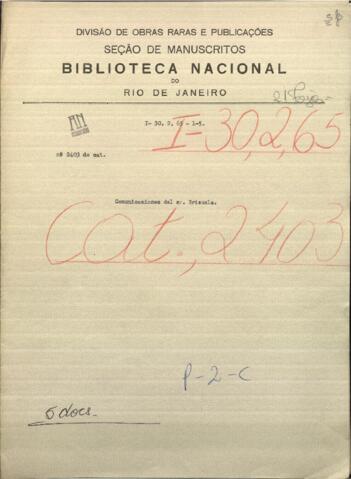 DIVISÃO DE OBRAS RARAS E PUBLICAÇÕES
SEÇÃO DE MANUSCRITOS
BIBLIOTECA NACIONAL
DO
RIO DE JANEIRO
I- 30, 2, 65 - 1-5.
I-30,2,65
nº 2403 de cat.
Comunicaciones del sr. Brizuela.
Cat., 2403
P-2-C
5 docs.